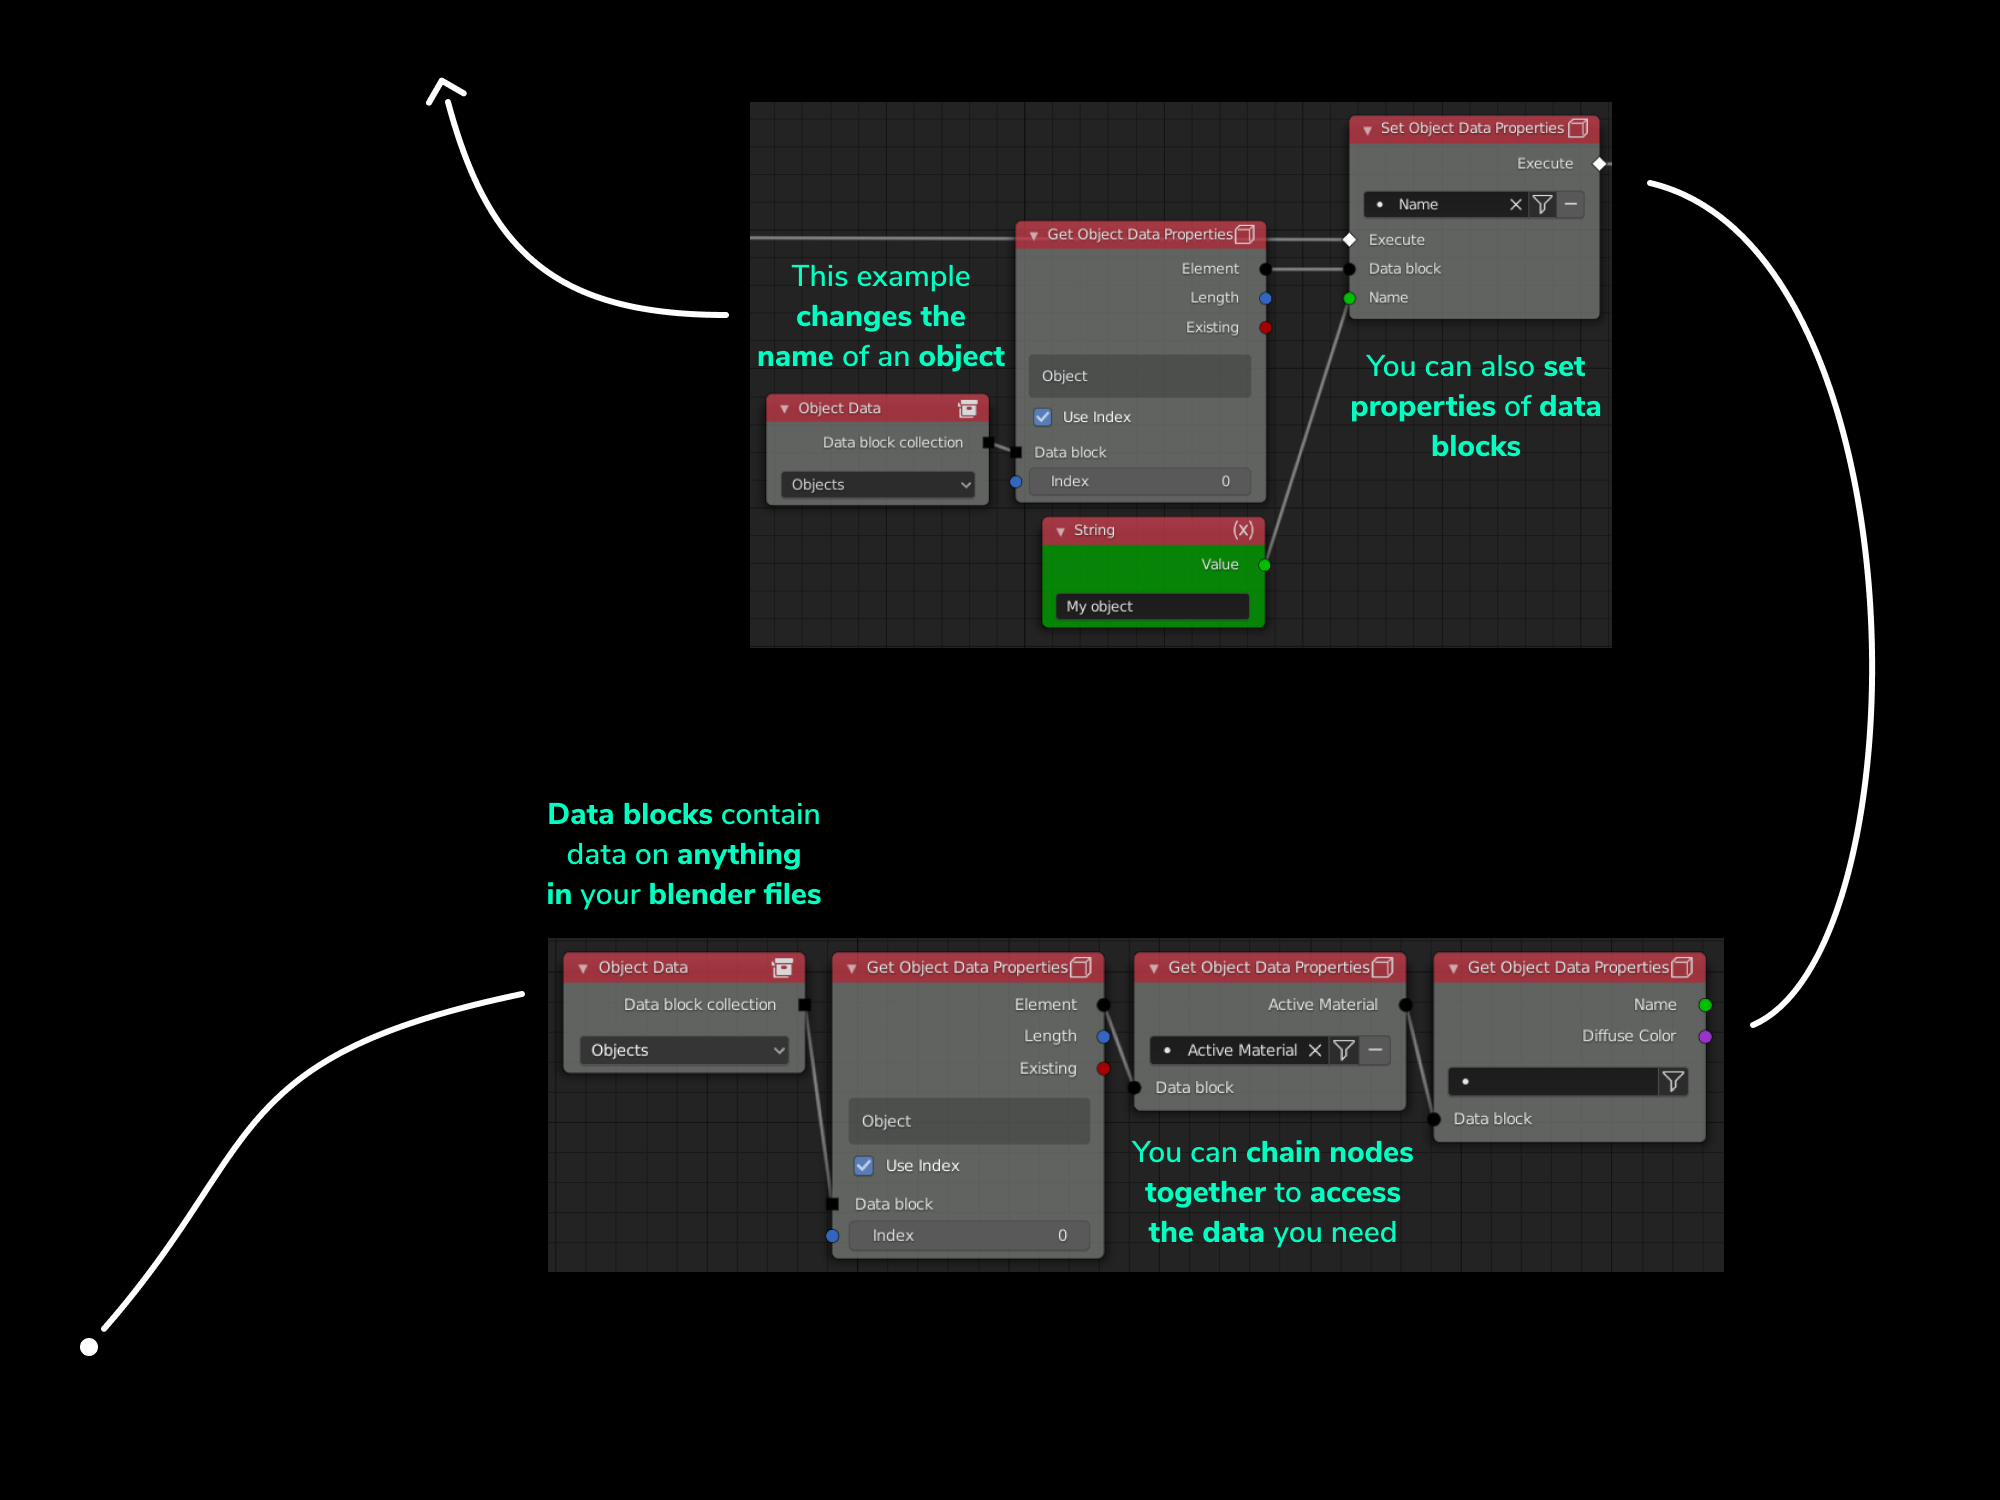 Set Object Data Properties
Execute
Name
Execute
Data block
Name
Get Object Data Properties
Element
Length
Existing
Object
Use Index
Data block
Index 0
This example
changes the
name of an object
Object Data
Data block collection
Objects
String (x)
Value
My object
You can also set
properties of data
blocks
Data blocks contain
data on anything
in your blender files
Object Data
Data block collection
Objects
Get Object Data Properties
Element
Length
Existing
Object
Use Index
Data block
Index 0
Get Object Data Properties
Active Material
Active Material
Data block
You can chain nodes
together to access
the data you need
Get Object Data Properties
Name
Diffuse Color
Data block